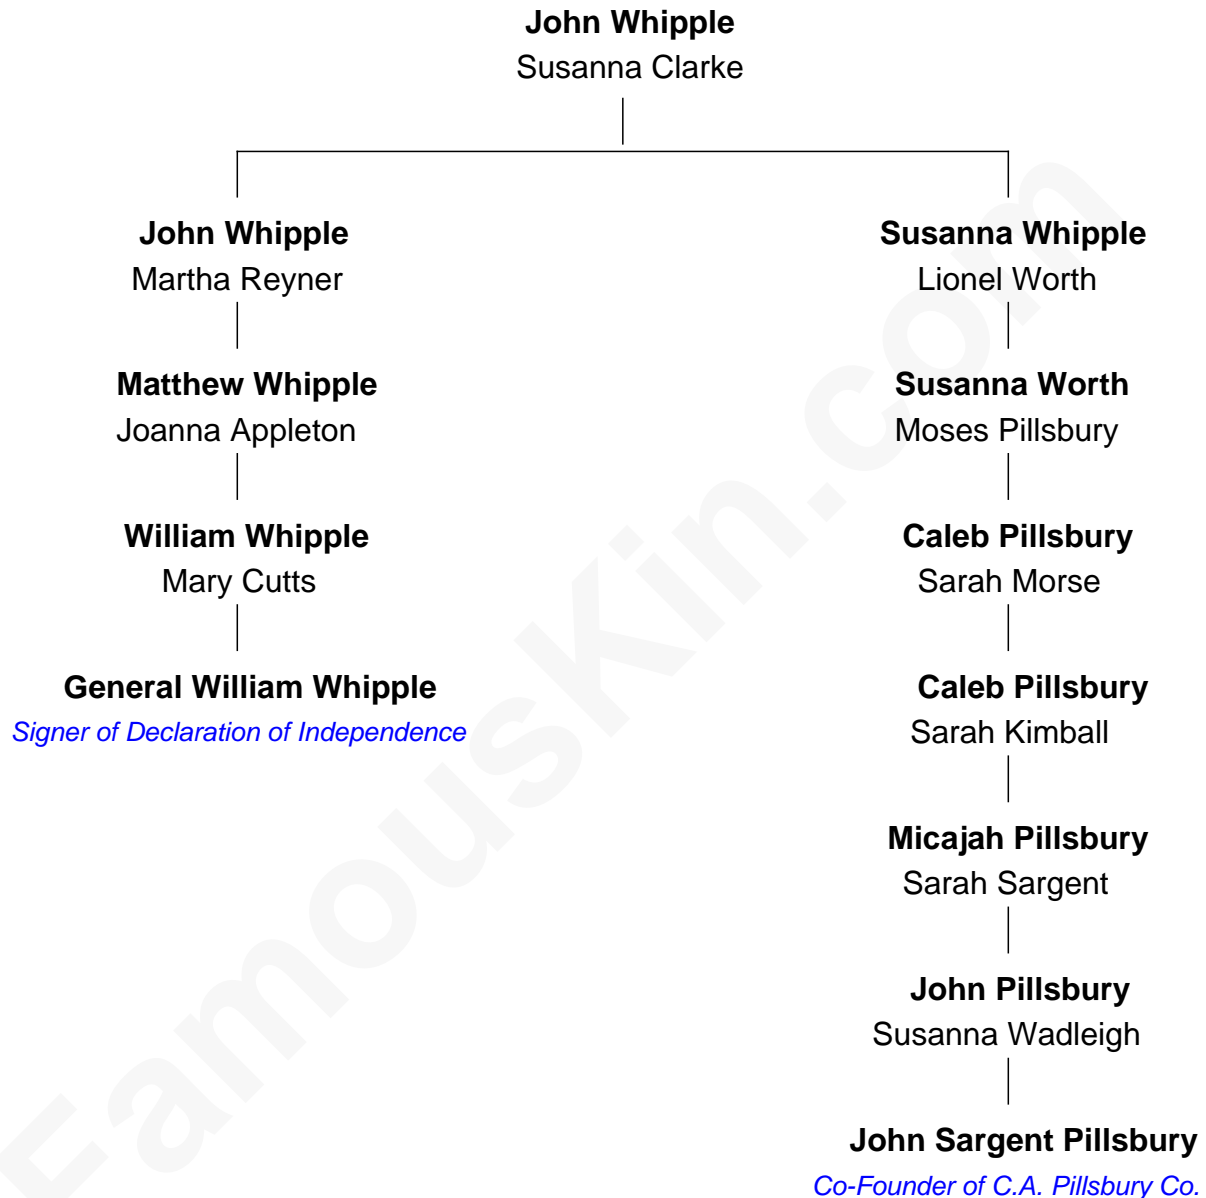 John Whipple
Susanna Clarke
John Whipple
Martha Reyner
Susanna Whipple
Lionel Worth
Matthew Whipple
Joanna Appleton
Susanna Worth
Moses Pillsbury
William Whipple
Mary Cutts
Caleb Pillsbury
Sarah Morse
General William Whipple
Signer of Declaration of Independence
Caleb Pillsbury
Sarah Kimball
Micajah Pillsbury
Sarah Sargent
John Pillsbury
Susanna Wadleigh
John Sargent Pillsbury
Co-Founder of C.A. Pillsbury Co.
FamousKin.com